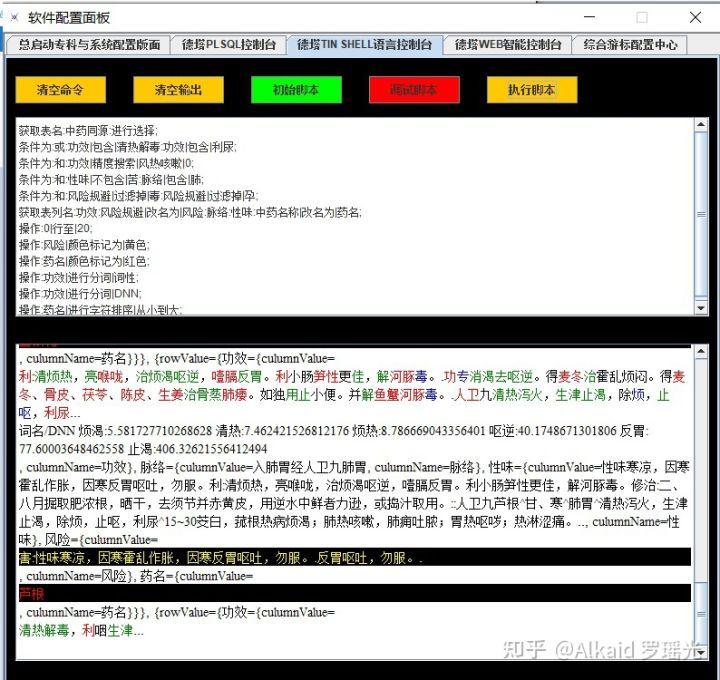 软件配置面板
总启动专科与系统配置版面 德塔PLSQL控制台 德塔TIN SHELL语言控制台 德塔WEB智能控制台 综合游标配置中心
清空命令 清空输出 初始脚本 调试脚本 执行脚本
获取表名:中药同源:进行选择;
条件为:或:功效|包含|清热解毒:功效|包含|利尿;
条件为:和:功效|精度搜索|风热咳嗽|0;
条件为:和:性味|不包含|苦:脉络|包含|肺;
条件为:和:风险规避|过滤掉|毒:风险规避|过滤掉|孕;
获取表列名:功效:风险规避|改名为|风险:脉络:性味:中药名称|改名为|药名;
操作:0|行至|20;
操作:风险|颜色标记为|黄色;
操作:药名|颜色标记为|红色;
操作:功效|进行分词|词性;
操作:功效|进行分词|DNN;
操作:药名|进行字符排序|从小到大;
, culumnName=药名}}}, {rowValue={功效={culumnValue=
利:清烦热，亮喉咙，治烦渴呕逆，噎膈反胃。利小肠笋性更佳，解河豚毒。.功专消渴去呕逆。得麦冬治霍乱烦闷。得麦
冬、骨皮、茯苓、陈皮、生姜治骨蒸肺痿。如独用止小便。并解鱼蟹河豚毒。.人卫九清热泻火，生津止渴，除烦，止
呕，利尿...
词名/DNN 烦渴:5.581727710268628 清热:7.462421526812176 烦热:8.786669043356401 呕逆:40.1748671301806 反胃:
77.60003648462558 止渴:406.32621556412494
, culumnName=功效}, 脉络={culumnValue=入肺胃经人卫九肺胃, culumnName=脉络}, 性味={culumnValue=性味寒凉，因寒
霍乱作胀，因寒反胃呕吐，勿服。利:清烦热，亮喉咙，治烦渴呕逆，噎膈反胃。利小肠笋性更佳，解河豚毒。修治:二、
八月掘取肥浓根，晒干，去须节并赤黄皮，用逆水中鲜者力逊，或捣汁取用。::人卫九芦根^甘、寒^肺胃^清热泻火，生津
止渴，除烦，止呕，利尿^15~30茭白，菰根热病烦渴；肺热咳嗽，肺痈吐脓；胃热呕哕；热淋涩痛。.., culumnName=性
味}, 风险={culumnValue=
害:性味寒凉，因寒霍乱作胀，因寒反胃呕吐，勿服。.反胃呕吐，勿服。.
, culumnName=风险}, 药名={culumnValue=
芦根
, culumnName=药名}}}, {rowValue={功效={culumnValue=
清热解毒，利咽生津...
知乎 @Alkaid 罗瑶光